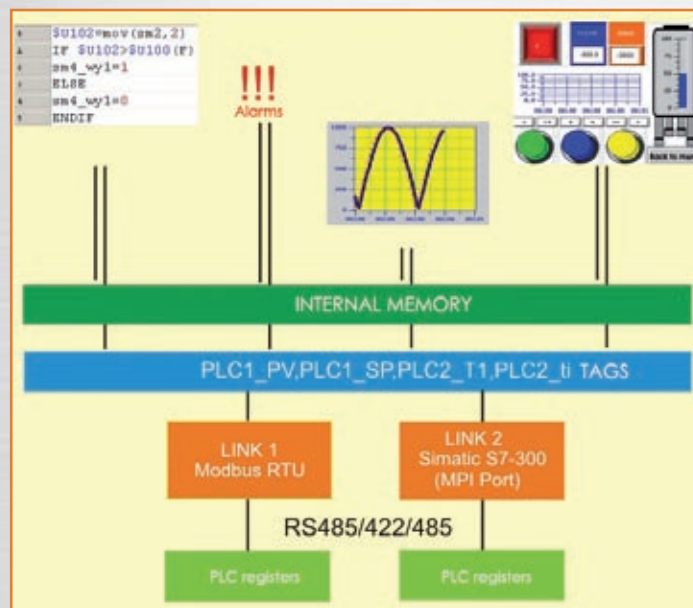 $U102=mov(sm2,2)
IF $U102>$U100(F)
sm4_wy1=1
ELSE
sm4_wy1=0
ENDIF
!!!
Alarms
Back to
INTERNAL MEMORY
PLC1_PV,PLC1_SP,PLC2_T1,PLC2_ti TAGS
LINK 1
Modbus RTU
LINK 2
Simatic S7-300
(MPI Port)
RS485/422/485
PLC registers
PLC registers